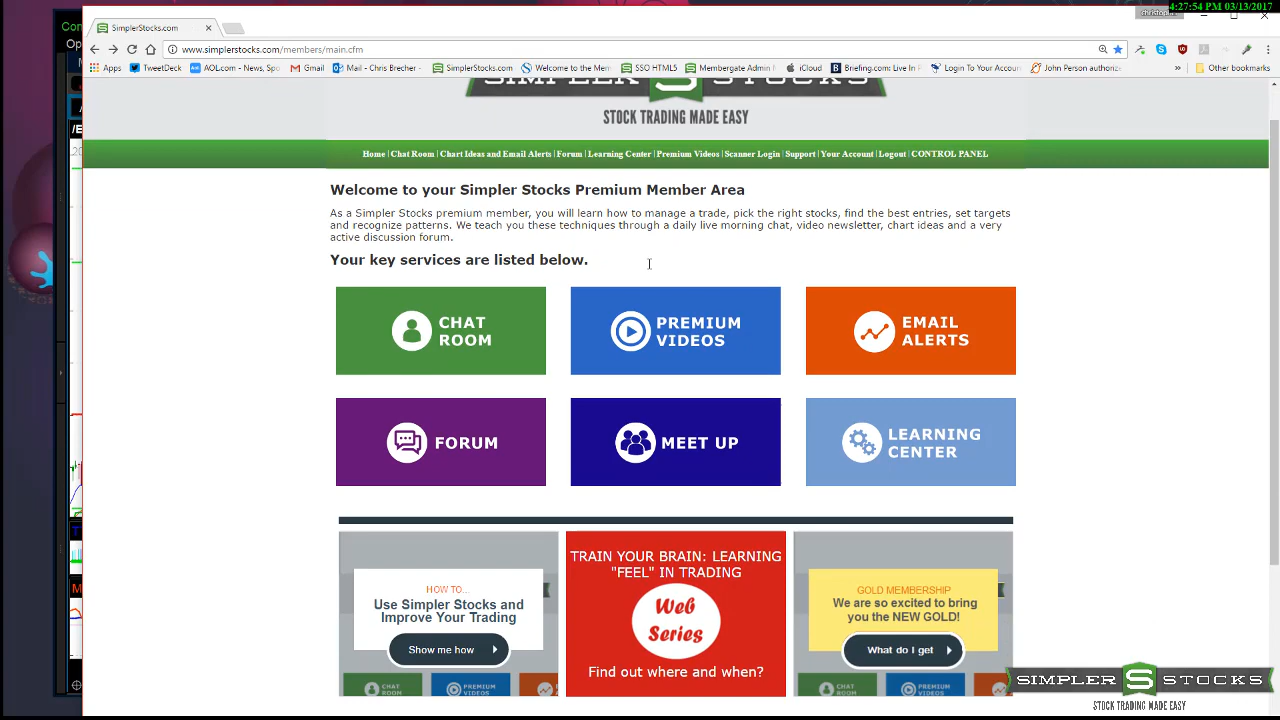 4:27:54 PM 03/13/2017
SimplerStocks.com
www.simplerstocks.com/members/main.cfm
Apps TweetDeck AOL.com - News, Spo Gmail Mail - Chris Brecher - SimplerStocks.com Welcome to the Mem SSO HTML5 Membergate Admin iCloud Briefing.com: Live In Login To Your Accoun John Person authoriz » Other bookmarks
SIMPLER STOCKS
STOCK TRADING MADE EASY
Home | Chat Room | Chart Ideas and Email Alerts | Forum | Learning Center | Premium Videos | Scanner Login | Support | Your Account | Logout | CONTROL PANEL
Welcome to your Simpler Stocks Premium Member Area
As a Simpler Stocks premium member, you will learn how to manage a trade, pick the right stocks, find the best entries, set targets
and recognize patterns. We teach you these techniques through a daily live morning chat, video newsletter, chart ideas and a very
active discussion forum.
Your key services are listed below.
CHAT
ROOM
PREMIUM
VIDEOS
EMAIL
ALERTS
FORUM
MEET UP
LEARNING
CENTER
HOW TO...
Use Simpler Stocks and
Improve Your Trading
Show me how
CHAT
ROOM
PREMIUM
VIDEOS
TRAIN YOUR BRAIN: LEARNING
"FEEL" IN TRADING
Web
Series
Find out where and when?
GOLD MEMBERSHIP
We are so excited to bring
you the NEW GOLD!
What do I get
CHAT
ROOM
PREMIUM
VIDEOS
SIMPLER S STOCKS
STOCK TRADING MADE EASY